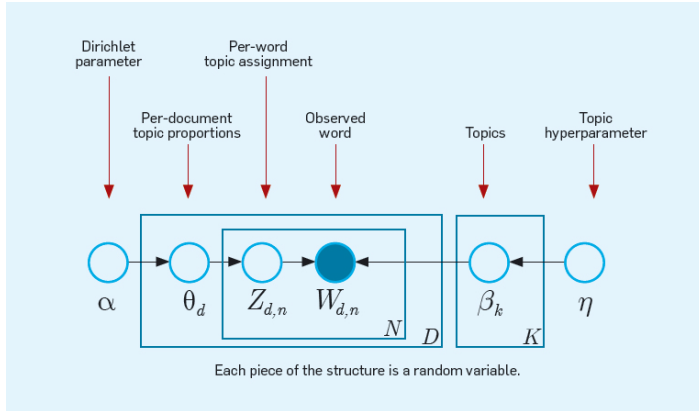 Dirichlet
parameter
Per-word
topic assignment
Per-document
topic proportions
Observed
word
Topics
Topic
hyperparameter
α
θd
Zd,n
Wd,n
N
D
βk
K
η
Each piece of the structure is a random variable.